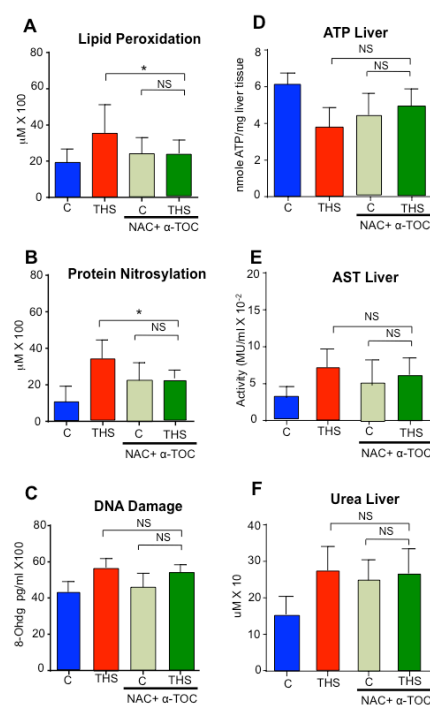 A
Lipid Peroxidation
µM X 100
80
60
40
20
0
*
NS
C THS C THS
NAC+ α-TOC
B
Protein Nitrosylation
µM X 100
80
60
40
20
0
*
NS
C THS C THS
NAC+ α-TOC
C
DNA Damage
8-Ohdg pg/ml X100
80
60
40
20
0
NS
NS
C THS C THS
NAC+ α-TOC
D
ATP Liver
nmole ATP/mg liver tissue
8
6
4
2
0
NS
NS
C THS C THS
NAC+ α-TOC
E
AST Liver
Activity (MU/ml X 10⁻²)
20
15
10
5
0
NS
NS
C THS C THS
NAC+ α-TOC
F
Urea Liver
uM X 10
40
30
20
10
0
NS
NS
C THS C THS
NAC+ α-TOC